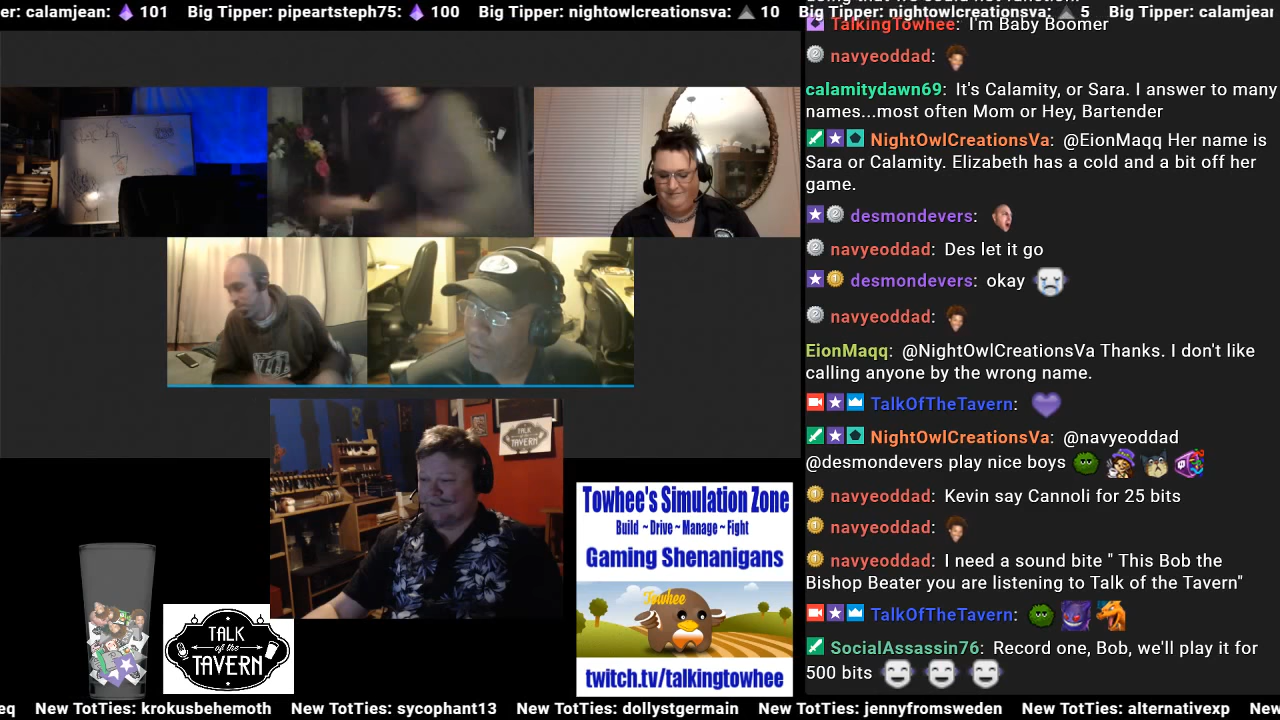 er: calamjean: 101 Big Tipper: pipeartsteph75: 100 Big Tipper: nightowlcreationsva: 10 Big Tipper: nightowlcreationsva: 5 Big Tipper: calamjear
TalkingTowhee: I'm Baby Boomer
navyeoddad:
calamitydawn69: It's Calamity, or Sara. I answer to many
names...most often Mom or Hey, Bartender
NightOwlCreationsVa: @EionMaqq Her name is
Sara or Calamity. Elizabeth has a cold and a bit off her
game.
desmondevers:
navyeoddad: Des let it go
desmondevers: okay
navyeoddad:
EionMaqq: @NightOwlCreationsVa Thanks. I don't like
calling anyone by the wrong name.
TalkOfTheTavern:
NightOwlCreationsVa: @navyeoddad
@desmondevers play nice boys
navyeoddad: Kevin say Cannoli for 25 bits
navyeoddad:
navyeoddad: I need a sound bite " This Bob the
Bishop Beater you are listening to Talk of the Tavern"
TalkOfTheTavern:
SocialAssassin76: Record one, Bob, we'll play it for
500 bits
TALK
of the
TAVERN
Towhee's Simulation Zone
Build ~ Drive ~ Manage ~ Fight
Gaming Shenanigans
Towhee
twitch.tv/talkingtowhee
TALK
of the
TAVERN
eq New TotTies: krokusbehemoth New TotTies: sycophant13 New TotTies: dollystgermain New TotTies: jennyfromsweden New TotTies: alternativexp New